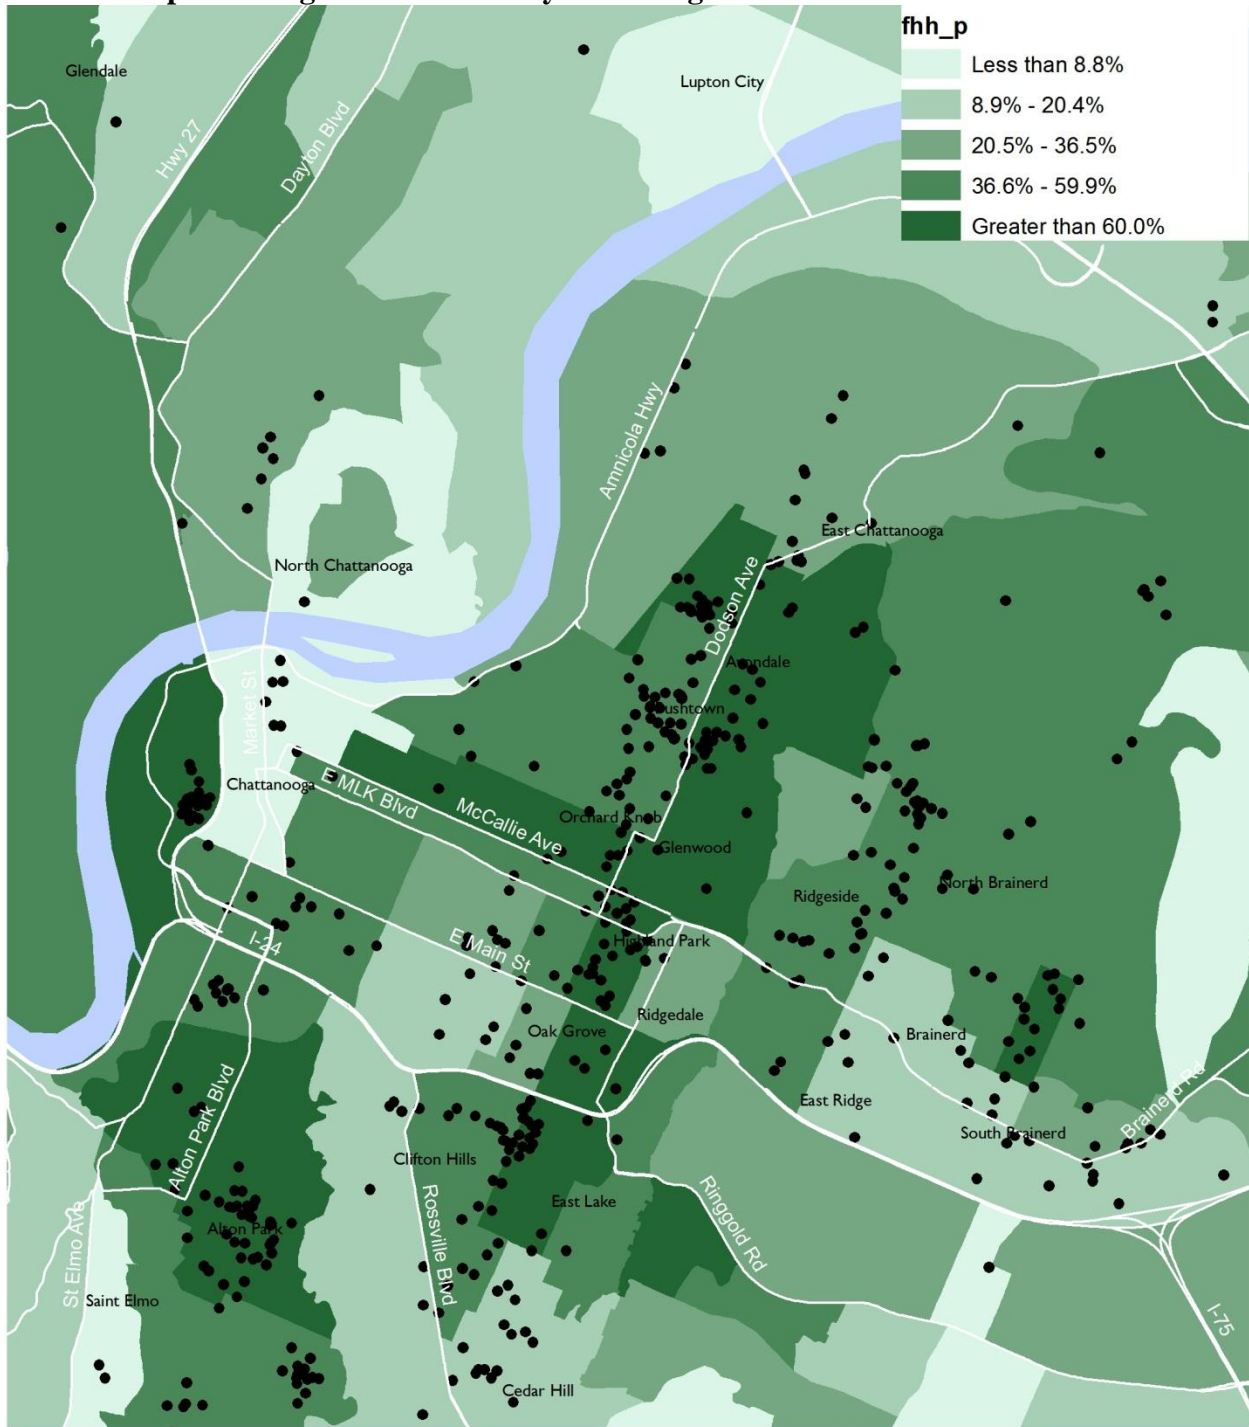 fhh_p
Less than 8.8%
8.9% - 20.4%
20.5% - 36.5%
36.6% - 59.9%
Greater than 60.0%
Glendale
Lupton City
Hwy 27
Dayton Blvd
Amnicola Hwy
East Chattanooga
North Chattanooga
Dodson Ave
Avondale
ushtown
Market St
Chattanooga
E MLK Blvd
McCallie Ave
Orchard Knob
Glenwood
Ridgeside
North Brainerd
Highland Park
I-24
E Main St
Oak Grove
Ridgedale
Brainerd
East Ridge
South Brainerd
Brainerd Rd
Alton Park Blvd
Clifton Hills
East Lake
Alton Park
Rossville Blvd
Ringgold Rd
St Elmo Ave
Saint Elmo
I-75
Cedar Hill